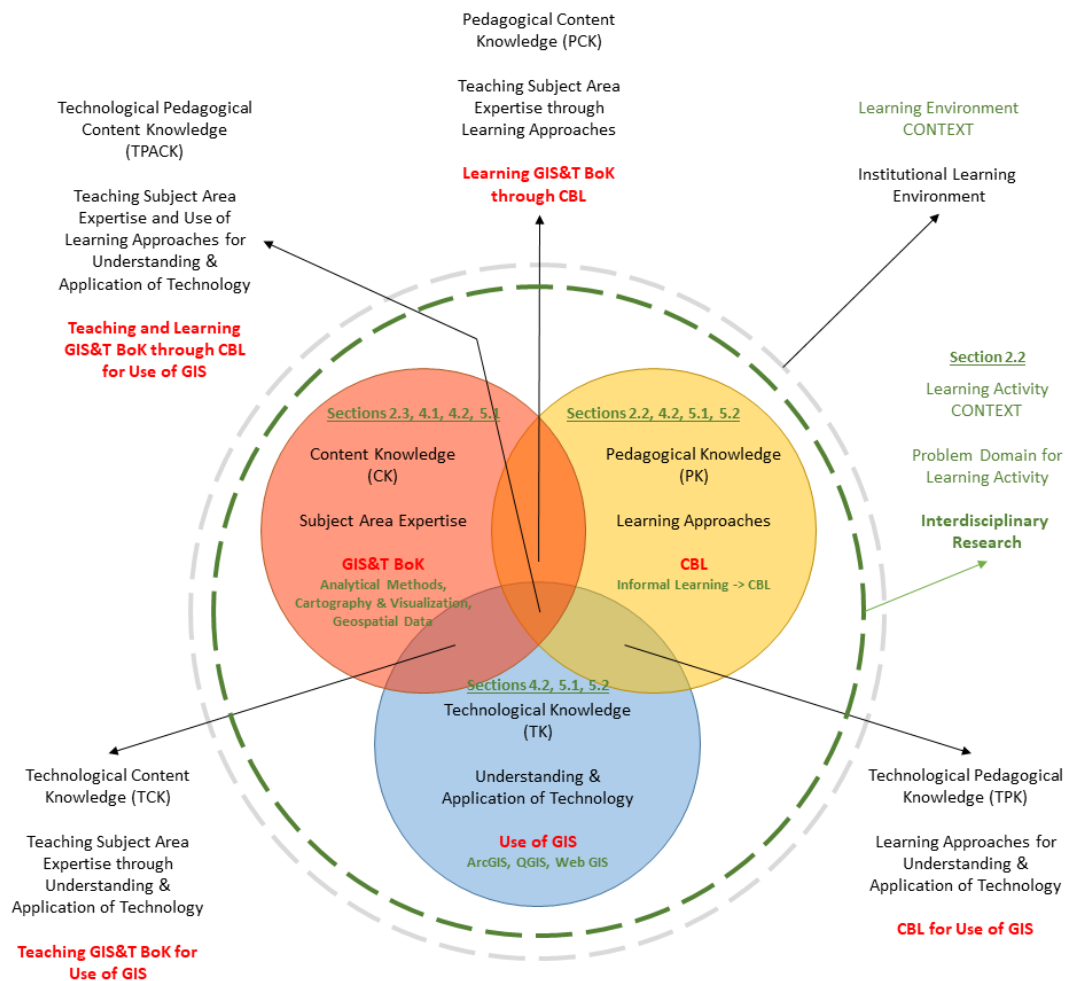 Pedagogical Content
Knowledge (PCK)
Teaching Subject Area
Expertise through
Learning Approaches
Learning GIS&T BoK
through CBL
Technological Pedagogical
Content Knowledge
(TPACK)
Teaching Subject Area
Expertise and Use of
Learning Approaches for
Understanding &
Application of Technology
Teaching and Learning
GIS&T BoK through CBL
for Use of GIS
Learning Environment
CONTEXT
Institutional Learning
Environment
Section 2.2
Learning Activity
CONTEXT
Problem Domain for
Learning Activity
Interdisciplinary
Research
Sections 2.3, 4.1, 4.2, 5.1
Content Knowledge
(CK)
Subject Area Expertise
GIS&T BoK
Analytical Methods,
Cartography & Visualization,
Geospatial Data
Sections 2.2, 4.2, 5.1, 5.2
Pedagogical Knowledge
(PK)
Learning Approaches
CBL
Informal Learning -> CBL
Sections 4.2, 5.1, 5.2
Technological Knowledge
(TK)
Understanding &
Application of Technology
Use of GIS
ArcGIS, QGIS, Web GIS
Technological Content
Knowledge (TCK)
Teaching Subject Area
Expertise through
Understanding &
Application of Technology
Teaching GIS&T BoK for
Use of GIS
Technological Pedagogical
Knowledge (TPK)
Learning Approaches for
Understanding &
Application of Technology
CBL for Use of GIS